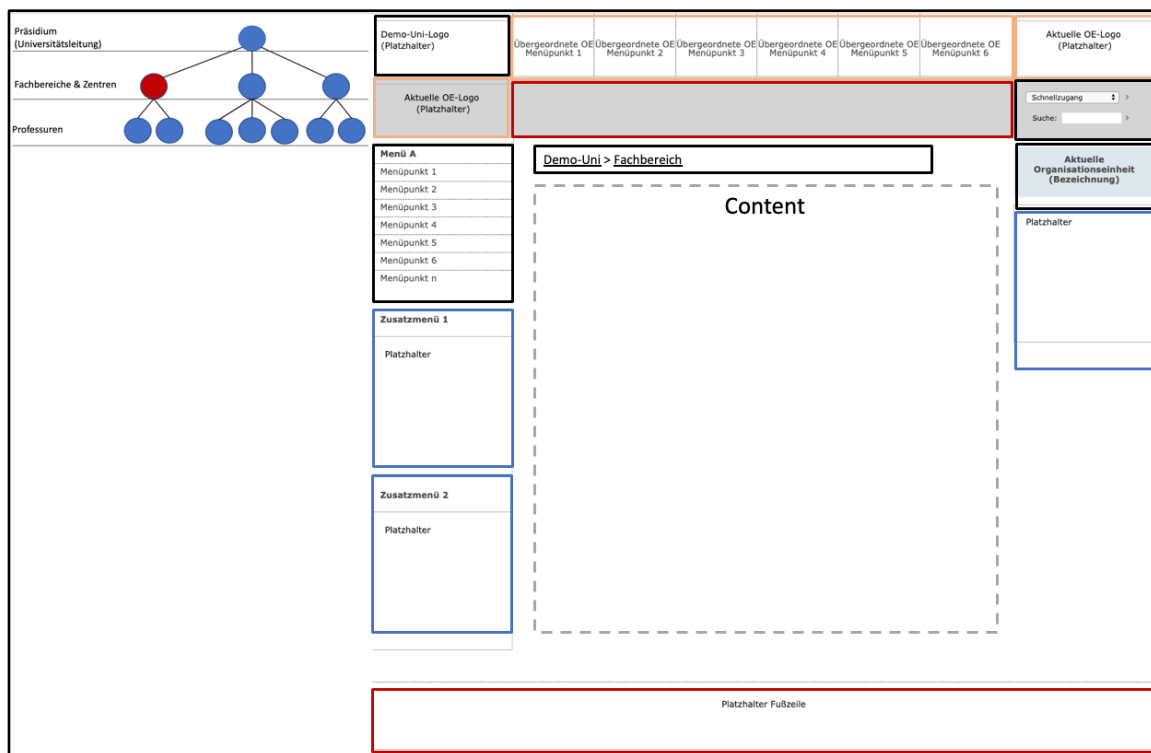 Präsidium
(Universitätsleitung)
Fachbereiche & Zentren
Professuren
Demo-Uni-Logo
(Platzhalter)
Übergeordnete OE Übergeordnete OE Übergeordnete OE Übergeordnete OE Übergeordnete OE Übergeordnete OE
Menüpunkt 1 Menüpunkt 2 Menüpunkt 3 Menüpunkt 4 Menüpunkt 5 Menüpunkt 6
Aktuelle OE-Logo
(Platzhalter)
Aktuelle OE-Logo
(Platzhalter)
Schnellzugang
Suche:
Menü A
Menüpunkt 1
Menüpunkt 2
Menüpunkt 3
Menüpunkt 4
Menüpunkt 5
Menüpunkt 6
Menüpunkt n
Demo-Uni > Fachbereich
Content
Aktuelle
Organisationseinheit
(Bezeichnung)
Platzhalter
Zusatzmenü 1
Platzhalter
Zusatzmenü 2
Platzhalter
Platzhalter Fußzeile